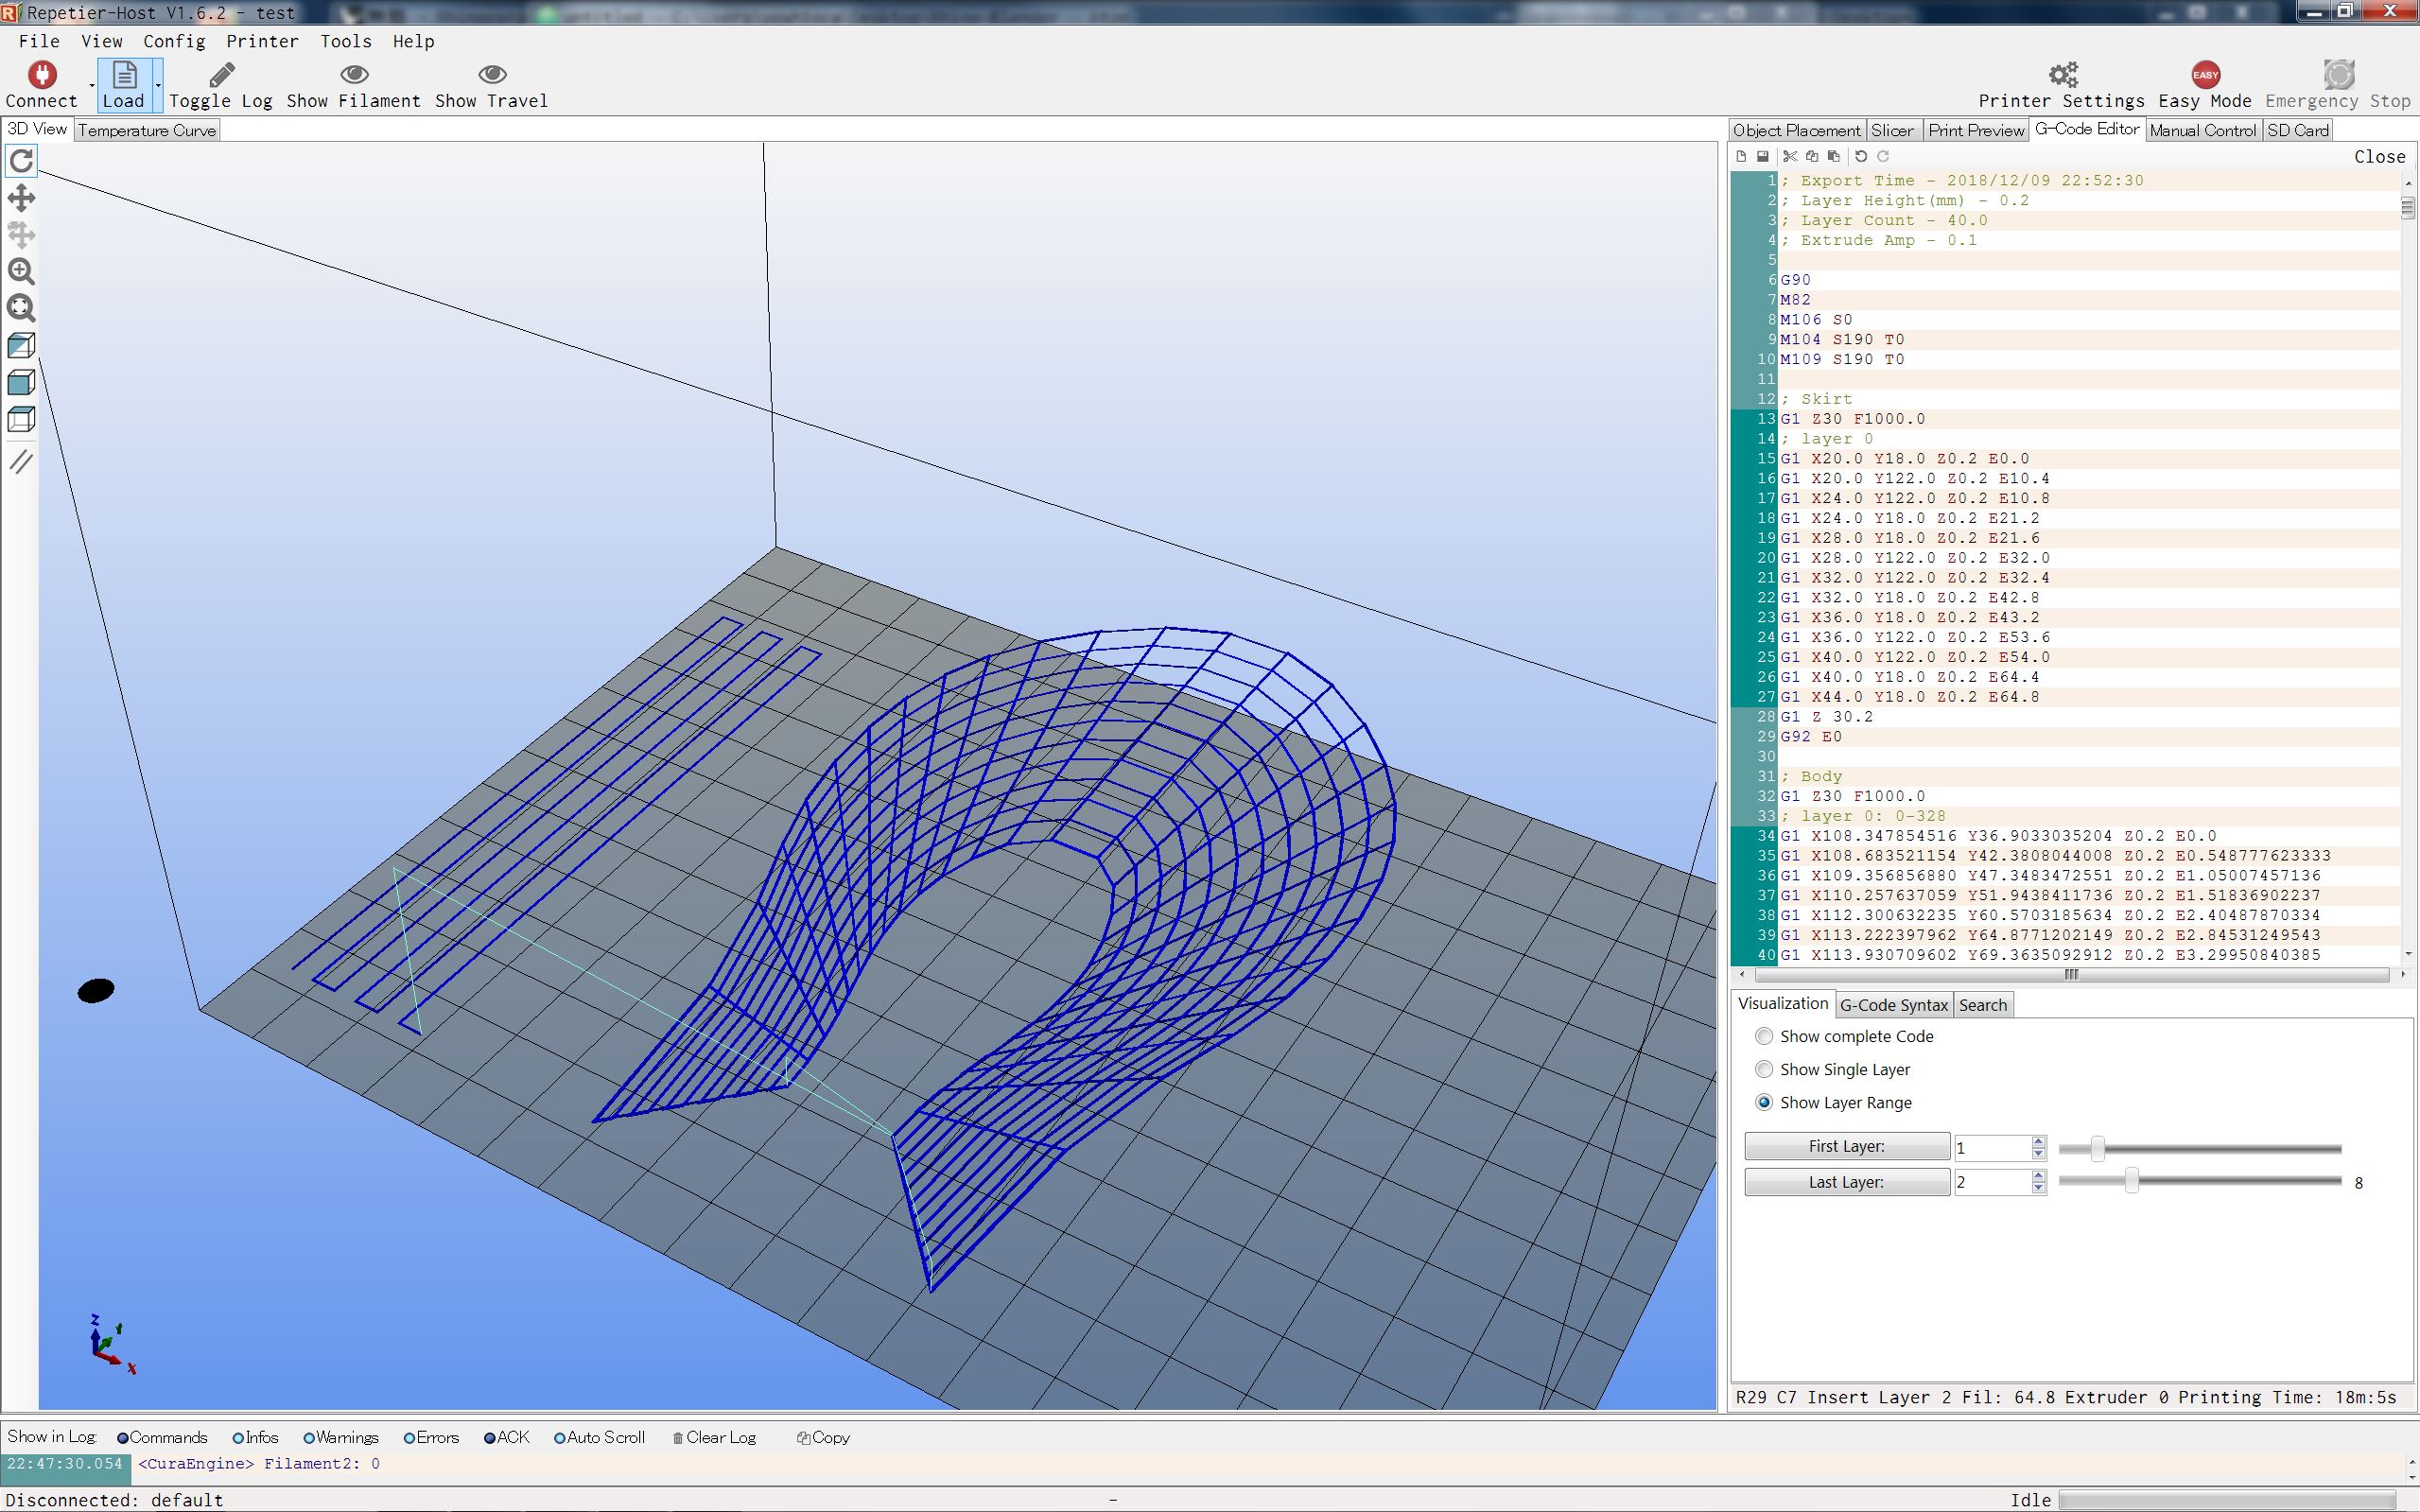 Repetier-Host V1.6.2 - test
File View Config Printer Tools Help
Connect Load Toggle Log Show Filament Show Travel
Printer Settings EASY Easy Mode Emergency Stop
3D View Temperature Curve
Object Placement Slicer Print Preview G-Code Editor Manual Control SD Card
Close
1 ; Export Time - 2018/12/09 22:52:30
2 ; Layer Height(mm) - 0.2
3 ; Layer Count - 40.0
4 ; Extrude Amp - 0.1
5
6 G90
7 M82
8 M106 S0
9 M104 S190 T0
10 M109 S190 T0
11
12 ; Skirt
13 G1 Z30 F1000.0
14 ; layer 0
15 G1 X20.0 Y18.0 Z0.2 E0.0
16 G1 X20.0 Y122.0 Z0.2 E10.4
17 G1 X24.0 Y122.0 Z0.2 E10.8
18 G1 X24.0 Y18.0 Z0.2 E21.2
19 G1 X28.0 Y18.0 Z0.2 E21.6
20 G1 X28.0 Y122.0 Z0.2 E32.0
21 G1 X32.0 Y122.0 Z0.2 E32.4
22 G1 X32.0 Y18.0 Z0.2 E42.8
23 G1 X36.0 Y18.0 Z0.2 E43.2
24 G1 X36.0 Y122.0 Z0.2 E53.6
25 G1 X40.0 Y122.0 Z0.2 E54.0
26 G1 X40.0 Y18.0 Z0.2 E64.4
27 G1 X44.0 Y18.0 Z0.2 E64.8
28 G1 Z 30.2
29 G92 E0
30
31 ; Body
32 G1 Z30 F1000.0
33 ; layer 0: 0-328
34 G1 X108.347854516 Y36.9033035204 Z0.2 E0.0
35 G1 X108.683521154 Y42.3808044008 Z0.2 E0.548777623333
36 G1 X109.356856880 Y47.3483472551 Z0.2 E1.05007457136
37 G1 X110.257637059 Y51.9438411736 Z0.2 E1.51836902237
38 G1 X112.300632235 Y60.5703185634 Z0.2 E2.40487870334
39 G1 X113.222397962 Y64.8771202149 Z0.2 E2.84531249543
40 G1 X113.930709602 Y69.3635092912 Z0.2 E3.29950840385
Visualization G-Code Syntax Search
Show complete Code
Show Single Layer
Show Layer Range
First Layer: 1
Last Layer: 2 8
z Y X
R29 C7 Insert Layer 2 Fil: 64.8 Extruder 0 Printing Time: 18m:5s
Show in Log: Commands Infos Warnings Errors ACK Auto Scroll Clear Log Copy
22:47:30.054 <CuraEngine> Filament2: 0
Disconnected: default - Idle